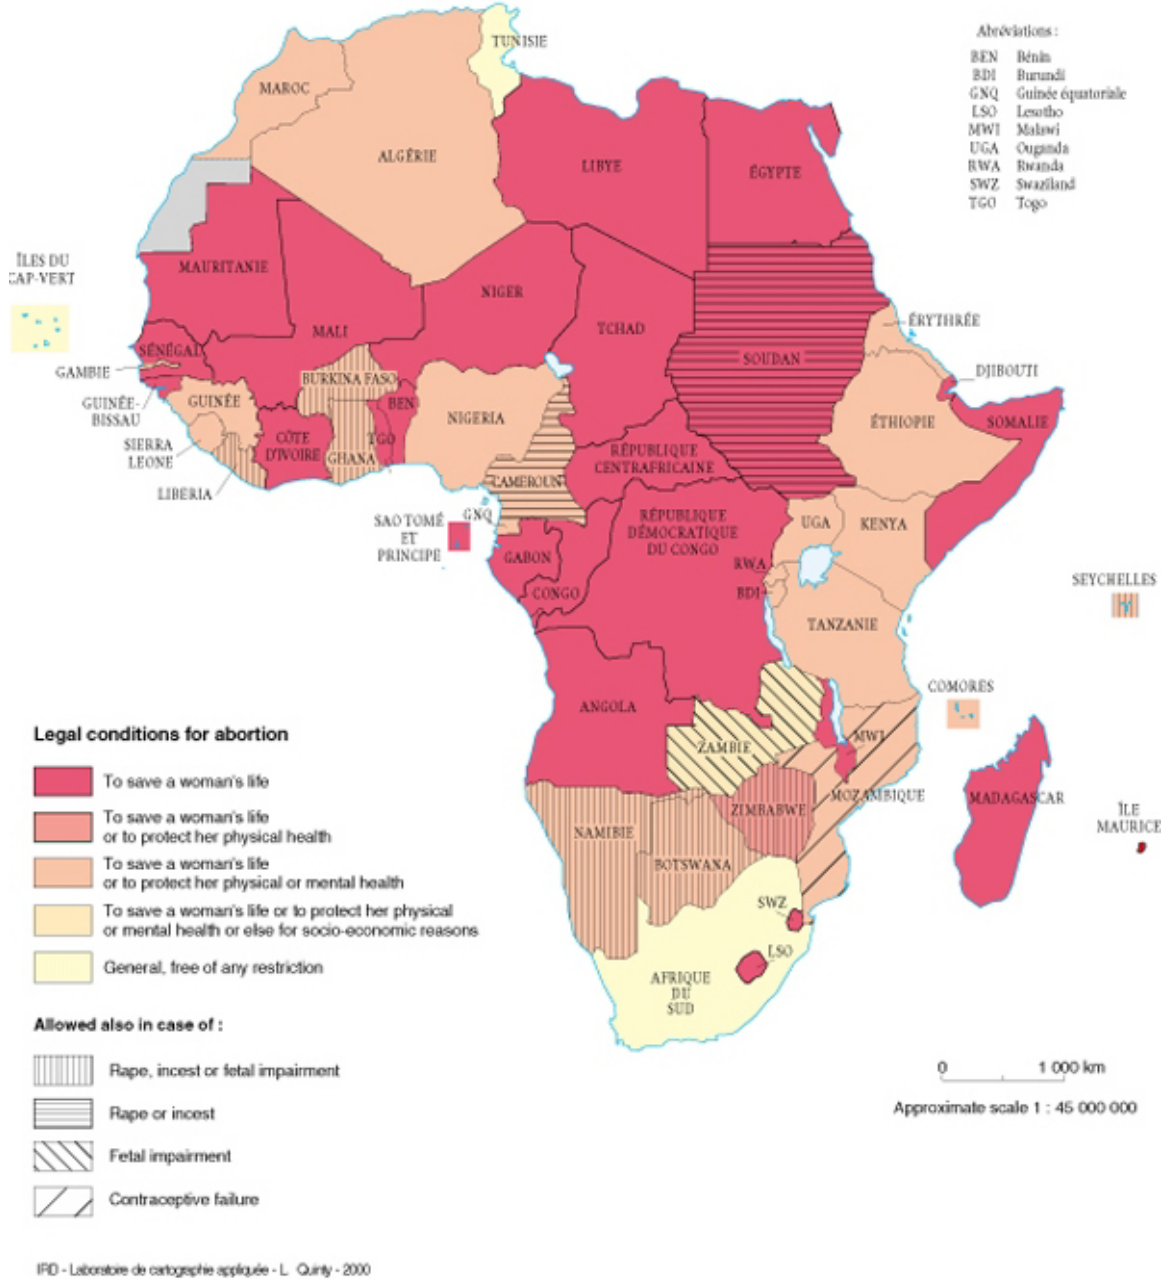 TUNISIE
Abréviations :
BEN Bénin
BDI Burundi
GNQ Guinée équatoriale
LSO Lesotho
MWI Malawi
UGA Ouganda
RWA Rwanda
SWZ Swaziland
TGO Togo
MAROC
ALGÉRIE
LIBYE
ÉGYPTE
ÎLES DU
CAP-VERT
MAURITANIE
MALI
NIGER
TCHAD
SOUDAN
ÉRYTHRÉE
DJIBOUTI
SÉNÉGAL
GAMBIE
GUINÉE-
BISSAU
GUINÉE
SIERRA
LEONE
LIBERIA
BURKINA FASO
CÔTE
D'IVOIRE
GHANA
TGO
BEN
NIGERIA
CAMEROUN
RÉPUBLIQUE
CENTRAFRICAINE
ÉTHIOPIE
SOMALIE
SAO TOMÉ
ET
PRINCIPE
GNQ
GABON
CONGO
RÉPUBLIQUE
DÉMOCRATIQUE
DU CONGO
UGA
KENYA
RWA
BDI
TANZANIE
SEYCHELLES
COMORES
ANGOLA
ZAMBIE
MWI
MOZAMBIQUE
ZIMBABWE
NAMIBIE
BOTSWANA
MADAGASCAR
ÎLE
MAURICE
SWZ
LSO
AFRIQUE
DU
SUD
Legal conditions for abortion
To save a woman's life
To save a woman's life
or to protect her physical health
To save a woman's life
or to protect her physical or mental health
To save a woman's life or to protect her physical
or mental health or else for socio-economic reasons
General, free of any restriction
Allowed also in case of :
Rape, incest or fetal impairment
Rape or incest
Fetal impairment
Contraceptive failure
0 1 000 km
Approximate scale 1 : 45 000 000
IRD - Laboratoire de cartographie appliquée - L. Quinty - 2000